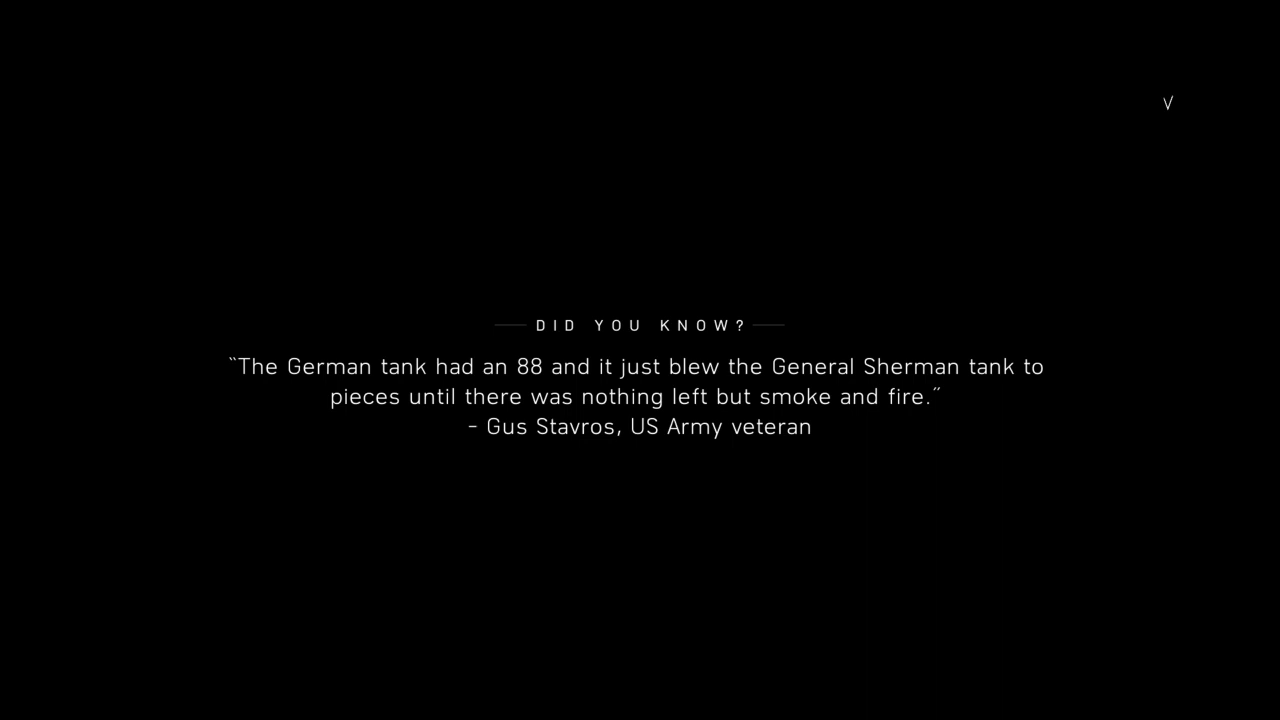 V
DID YOU KNOW?
“The German tank had an 88 and it just blew the General Sherman tank to
pieces until there was nothing left but smoke and fire.”
- Gus Stavros, US Army veteran